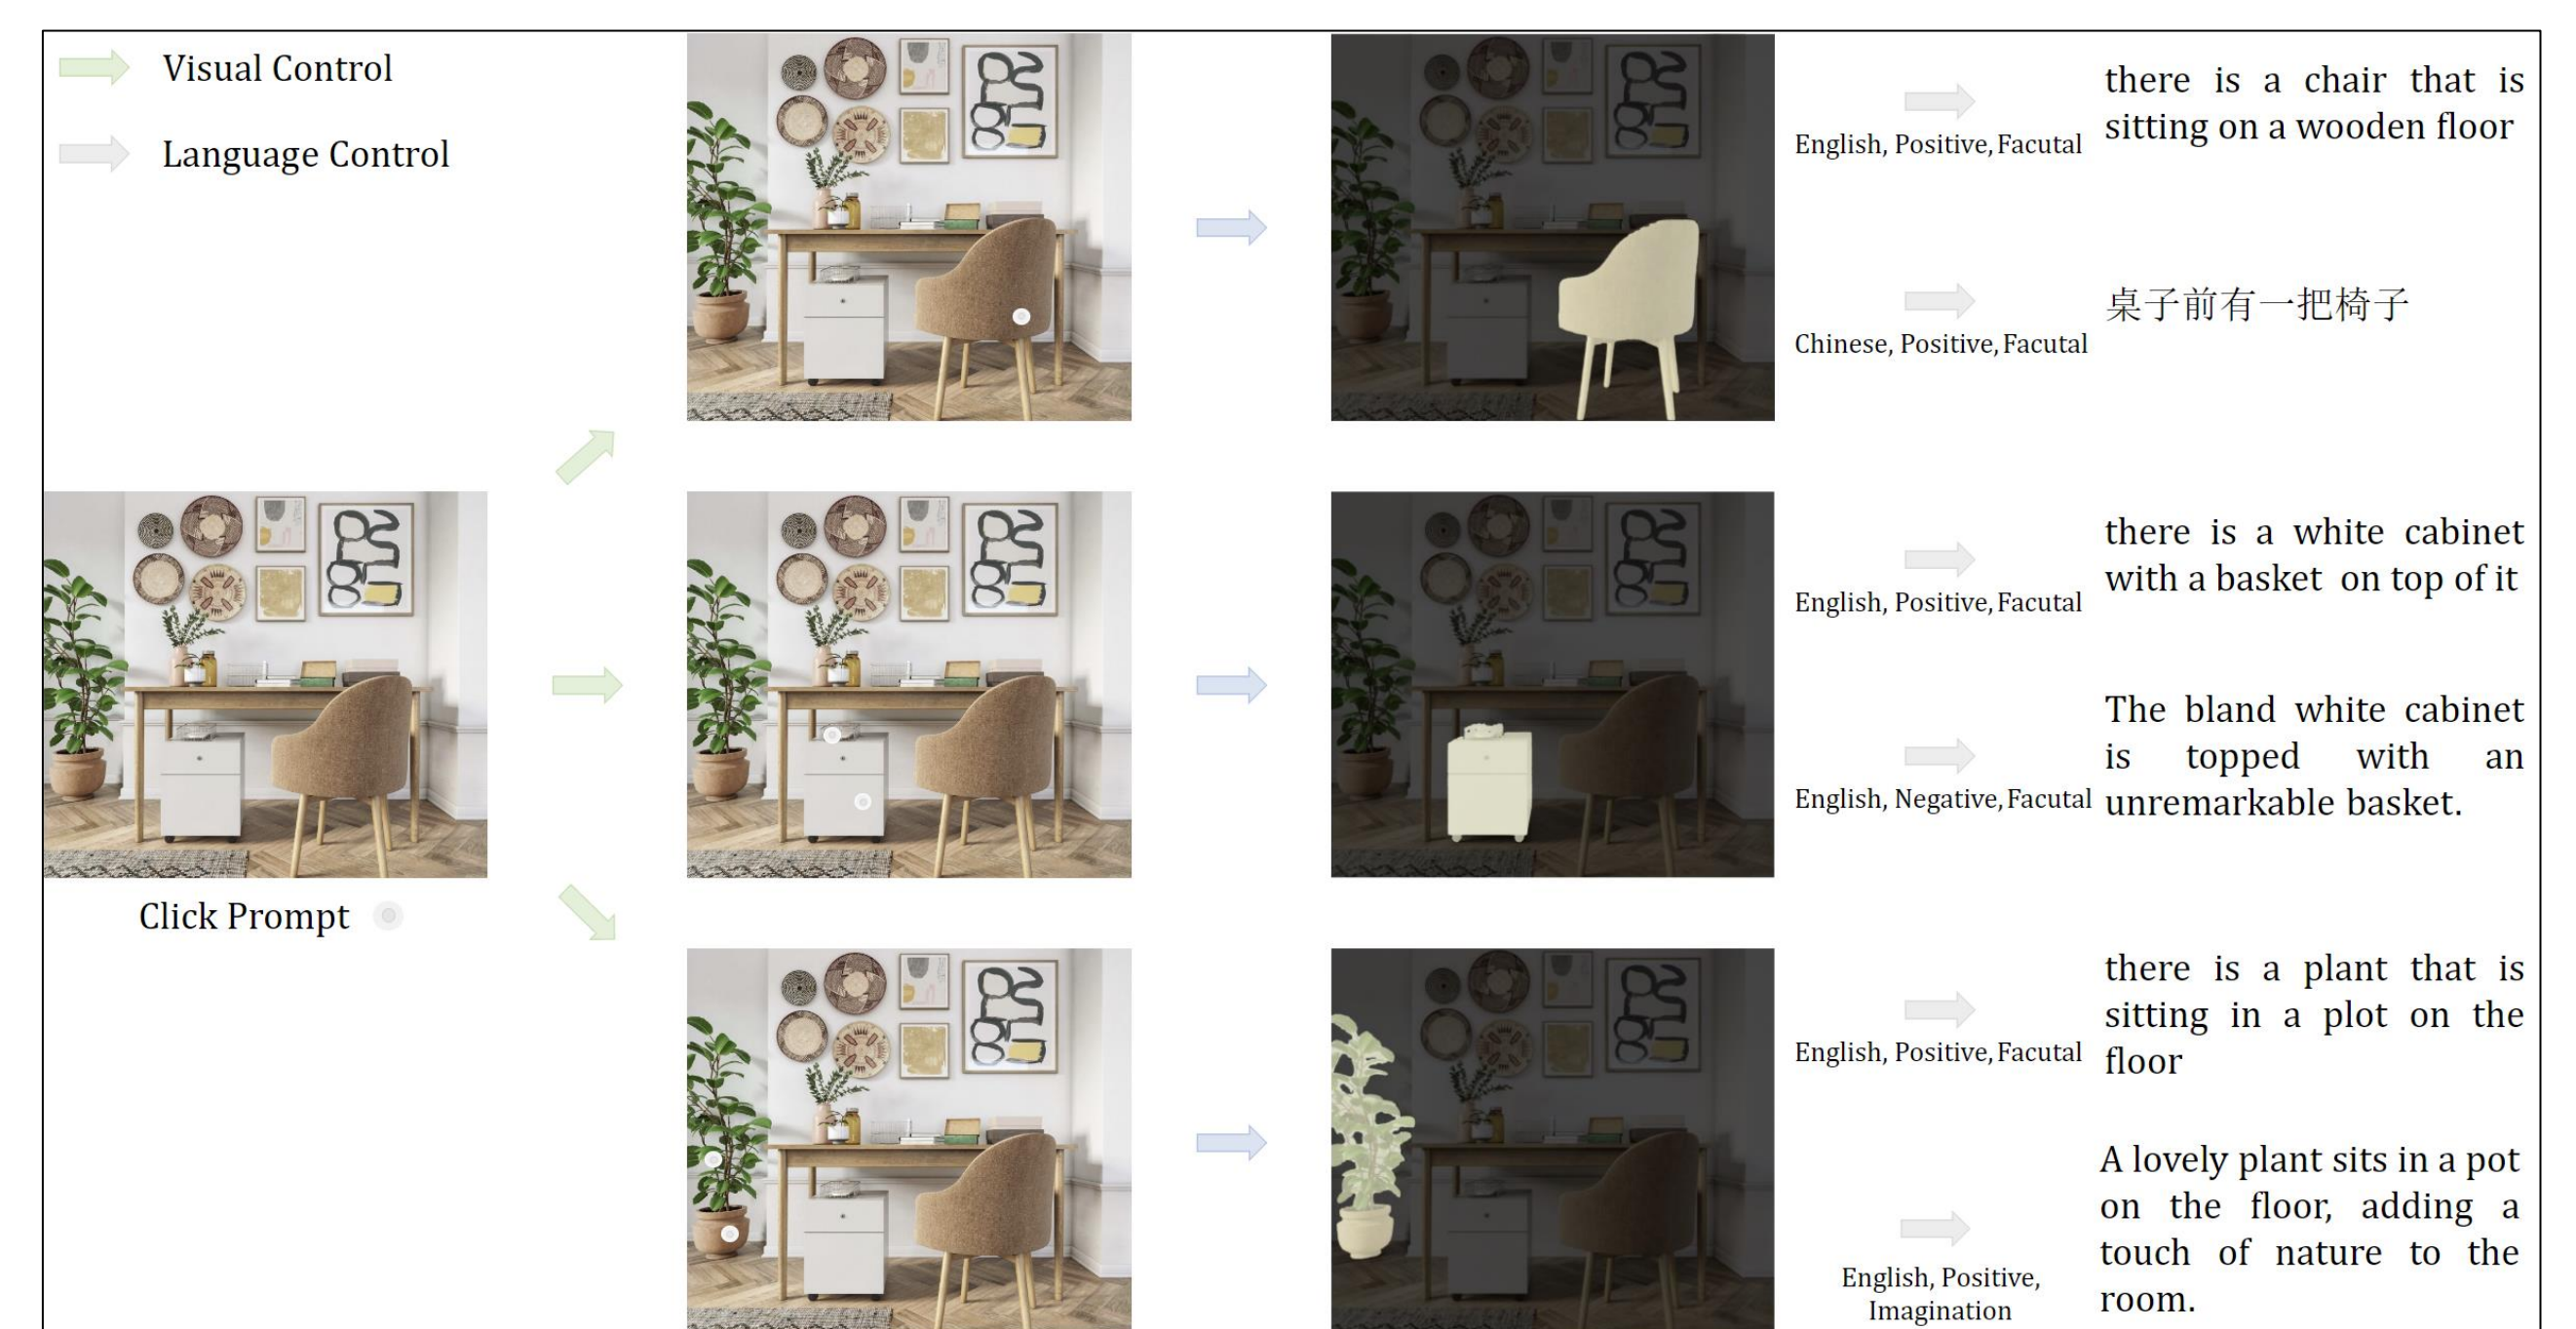 Visual Control
Language Control
English, Positive, Facutal
there is a chair that is
sitting on a wooden floor
Chinese, Positive, Facutal
桌子前有一把椅子
English, Positive, Facutal
there is a white cabinet
with a basket on top of it
English, Negative, Facutal
The bland white cabinet
is topped with an
unremarkable basket.
Click Prompt
English, Positive, Facutal
there is a plant that is
sitting in a plot on the
floor
English, Positive,
Imagination
A lovely plant sits in a pot
on the floor, adding a
touch of nature to the
room.